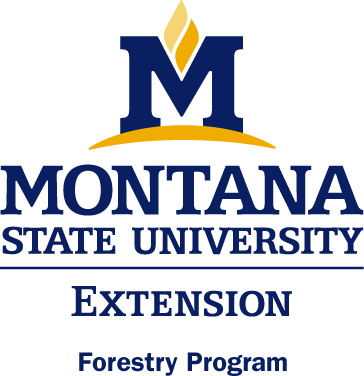 M
MONTANA
STATE UNIVERSITY
EXTENSION
Forestry Program